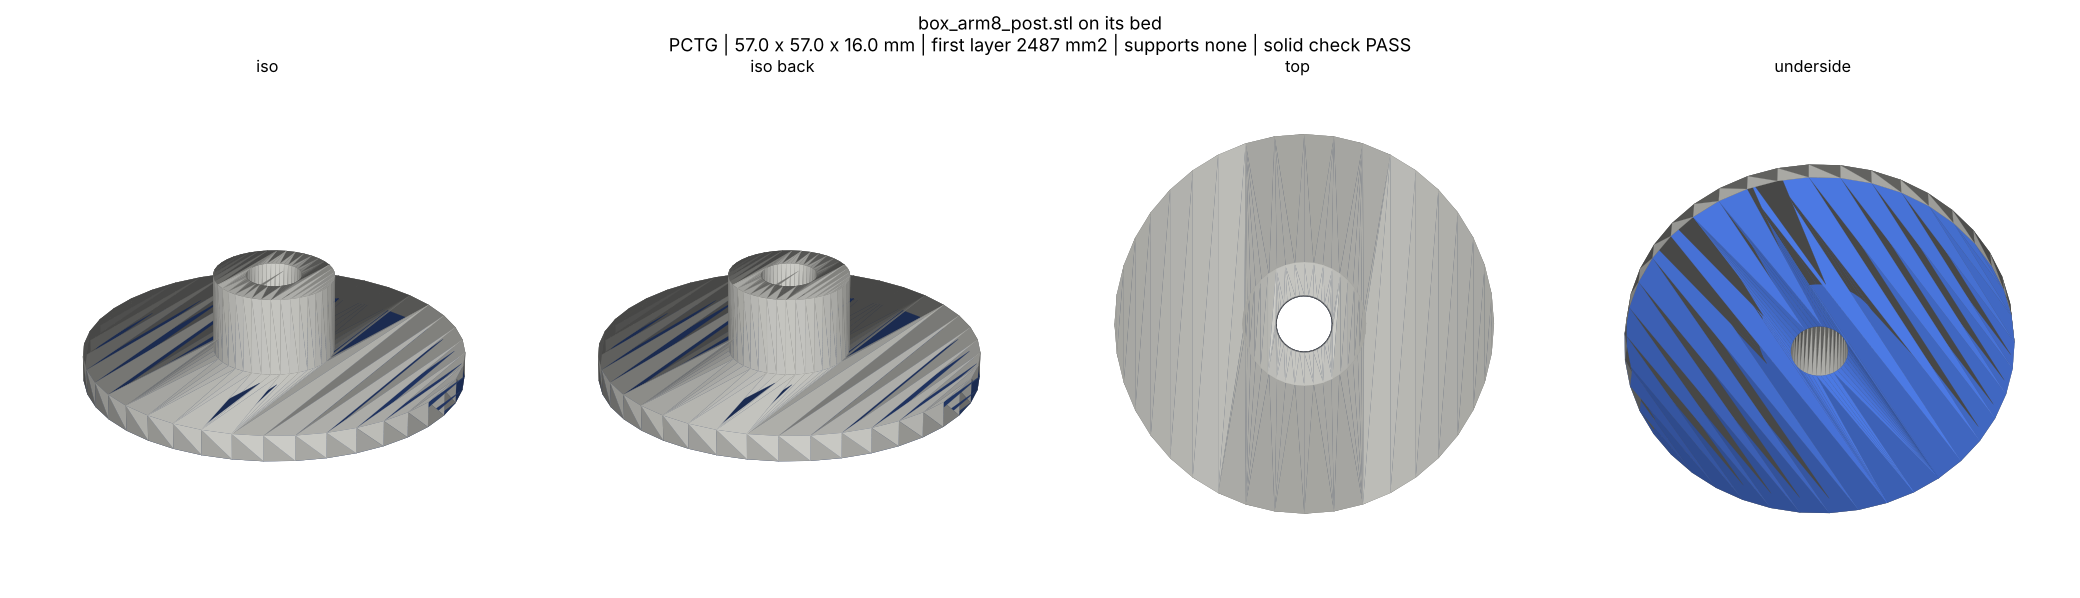 box_arm8_post.stl on its bed
PCTG | 57.0 x 57.0 x 16.0 mm | first layer 2487 mm2 | supports none | solid check PASS
iso
iso back
top
underside